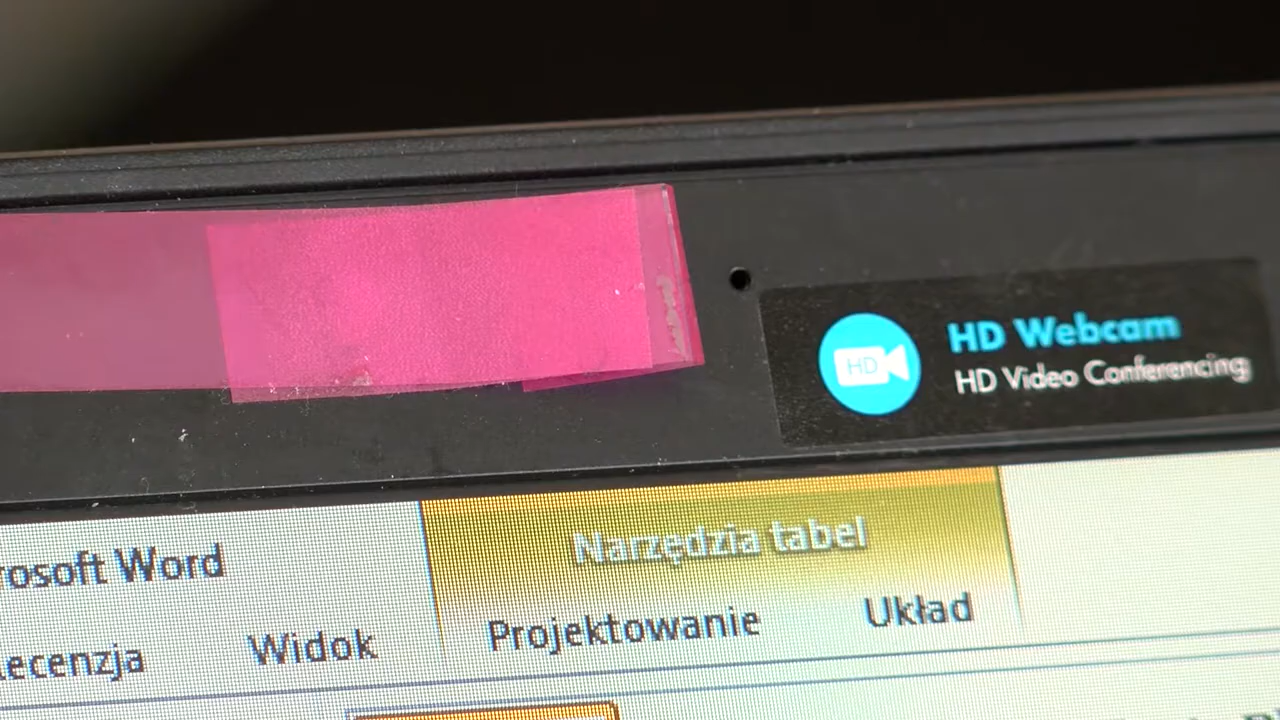 HD
HD Webcam
HD Video Conferencing
rosoft Word
Narzędzia tabel
ecenzja
Widok
Projektowanie
Układ